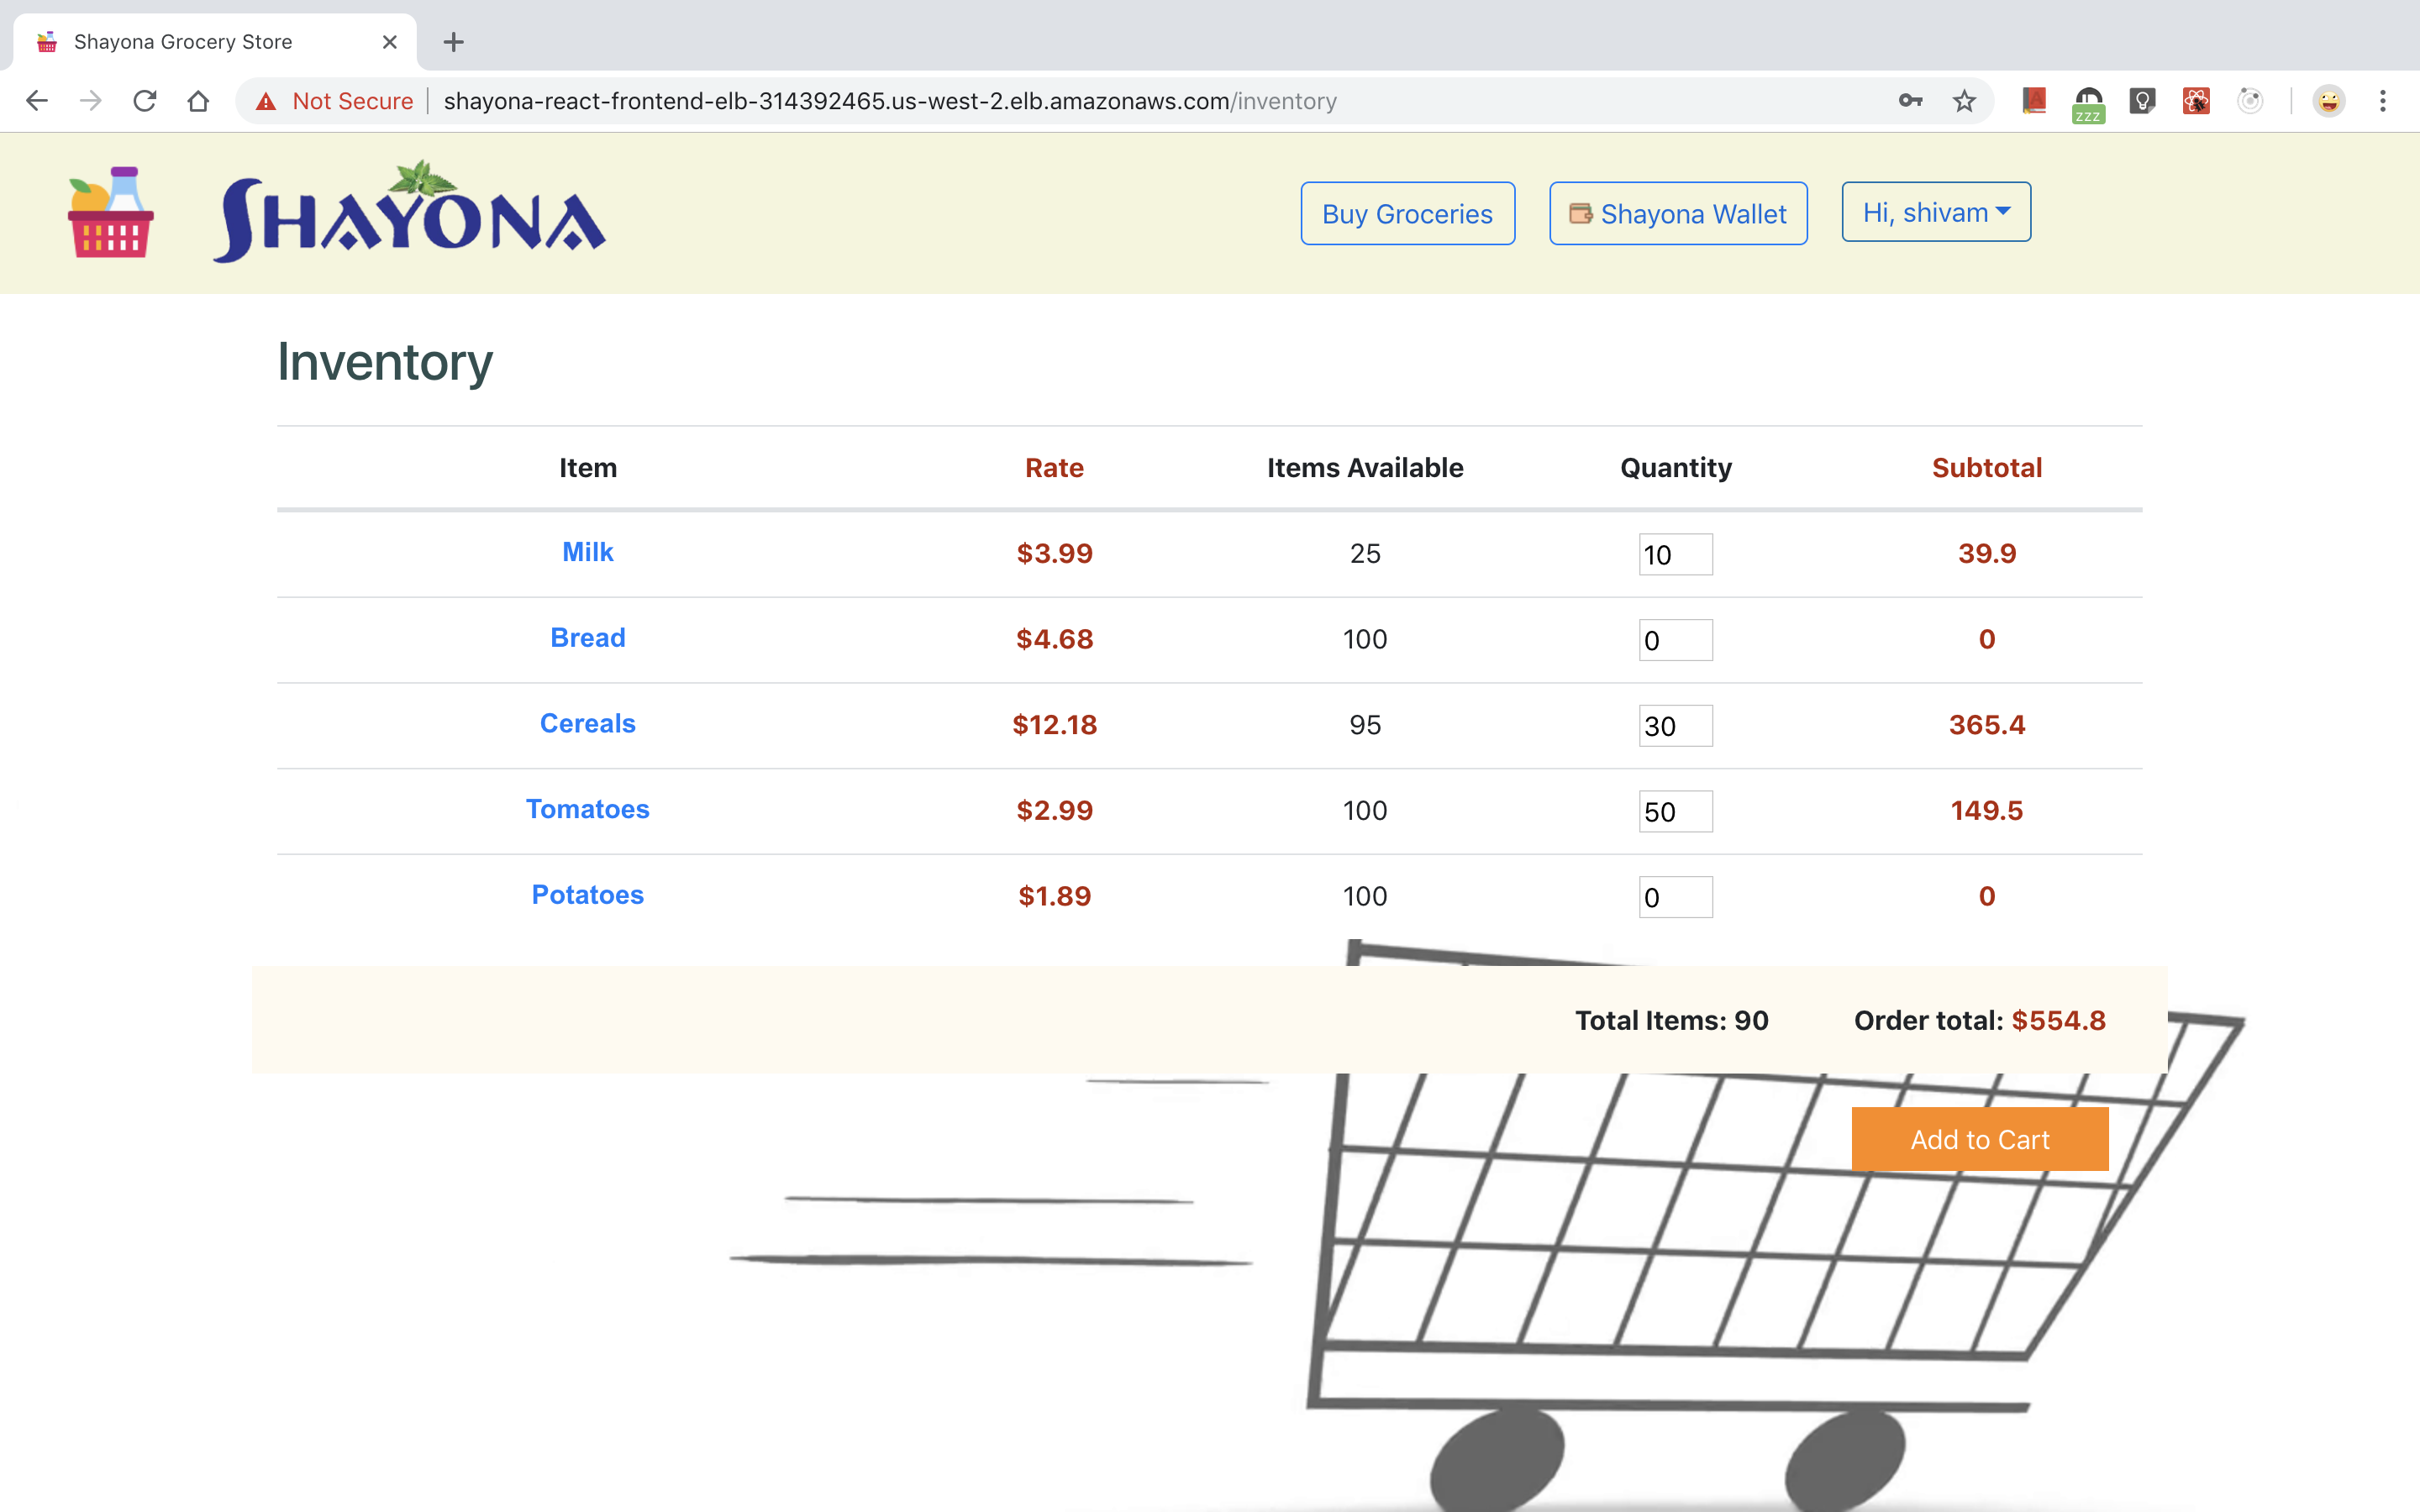 Shayona Grocery Store
Not Secure shayona-react-frontend-elb-314392465.us-west-2.elb.amazonaws.com/inventory
zzz
SHAYONA
Buy Groceries Shayona Wallet Hi, shivam
Inventory
Item Rate Items Available Quantity Subtotal
Milk $3.99 25 10 39.9
Bread $4.68 100 0 0
Cereals $12.18 95 30 365.4
Tomatoes $2.99 100 50 149.5
Potatoes $1.89 100 0 0
Total Items: 90 Order total: $554.8
Add to Cart